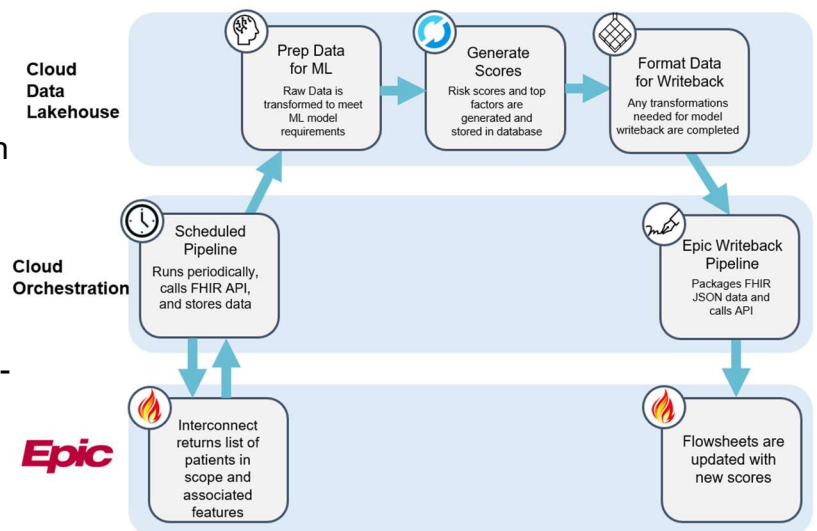 Cloud
Data
Lakehouse
Prep Data
for ML
Raw Data is
transformed to meet
ML model
requirements
Generate
Scores
Risk scores and top
factors are
generated and
stored in database
Format Data
for Writeback
Any transformations
needed for model
writeback are completed
Cloud
Orchestration
Scheduled
Pipeline
Runs periodically,
calls FHIR API,
and stores data
Epic Writeback
Pipeline
Packages FHIR
JSON data and
calls API
Epic
Interconnect
returns list of
patients in
scope and
associated
features
Flowsheets are
updated with
new scores